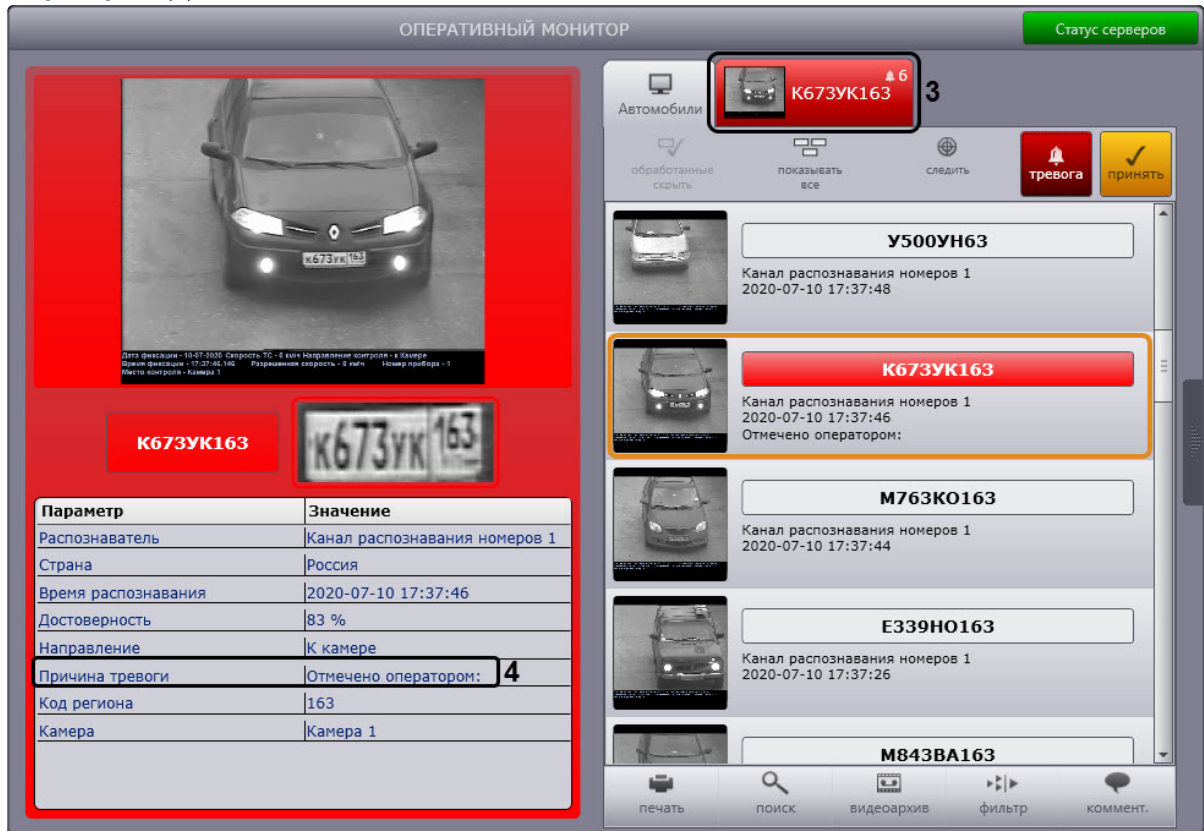 ОПЕРАТИВНЫЙ МОНИТОР
Статус серверов
К673УК163
К673УК163
Параметр Значение
Распознаватель Канал распознавания номеров 1
Страна Россия
Время распознавания 2020-07-10 17:37:46
Достоверность 83 %
Направление К камере
Причина тревоги Отмечено оператором: 4
Код региона 163
Камера Камера 1
Автомобили
К673УК163 6
3
обработанные скрыть
показывать все
следить
тревога
принять
У500УН63
Канал распознавания номеров 1
2020-07-10 17:37:48
К673УК163
Канал распознавания номеров 1
2020-07-10 17:37:46
Отмечено оператором:
М763КО163
Канал распознавания номеров 1
2020-07-10 17:37:44
Е339НО163
Канал распознавания номеров 1
2020-07-10 17:37:26
М843ВА163
печать
поиск
видеоархив
фильтр
коммент.